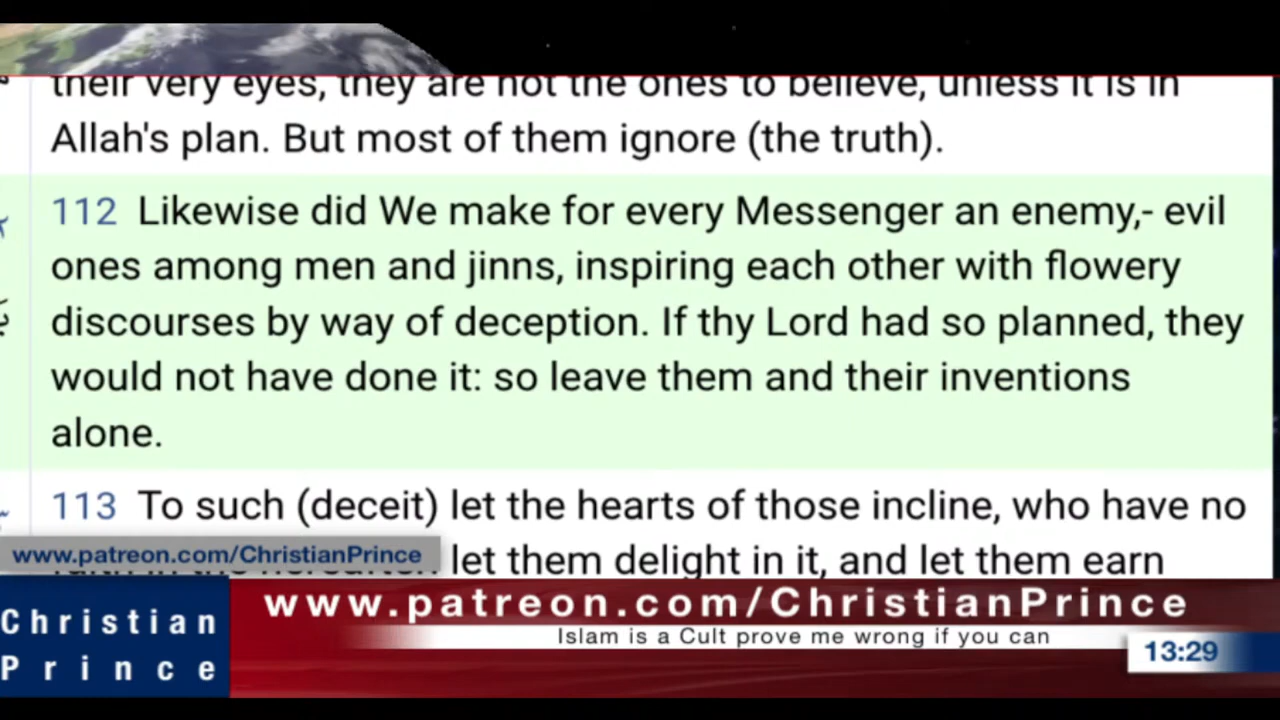 their very eyes, they are not the ones to believe, unless it is in
Allah's plan. But most of them ignore (the truth).
112 Likewise did We make for every Messenger an enemy,- evil
ones among men and jinns, inspiring each other with flowery
discourses by way of deception. If thy Lord had so planned, they
would not have done it: so leave them and their inventions
alone.
113 To such (deceit) let the hearts of those incline, who have no
www.patreon.com/ChristianPrince
let them delight in it, and let them earn
www.patreon.com/ChristianPrince
Christian
Prince
Islam is a Cult prove me wrong if you can
13:29